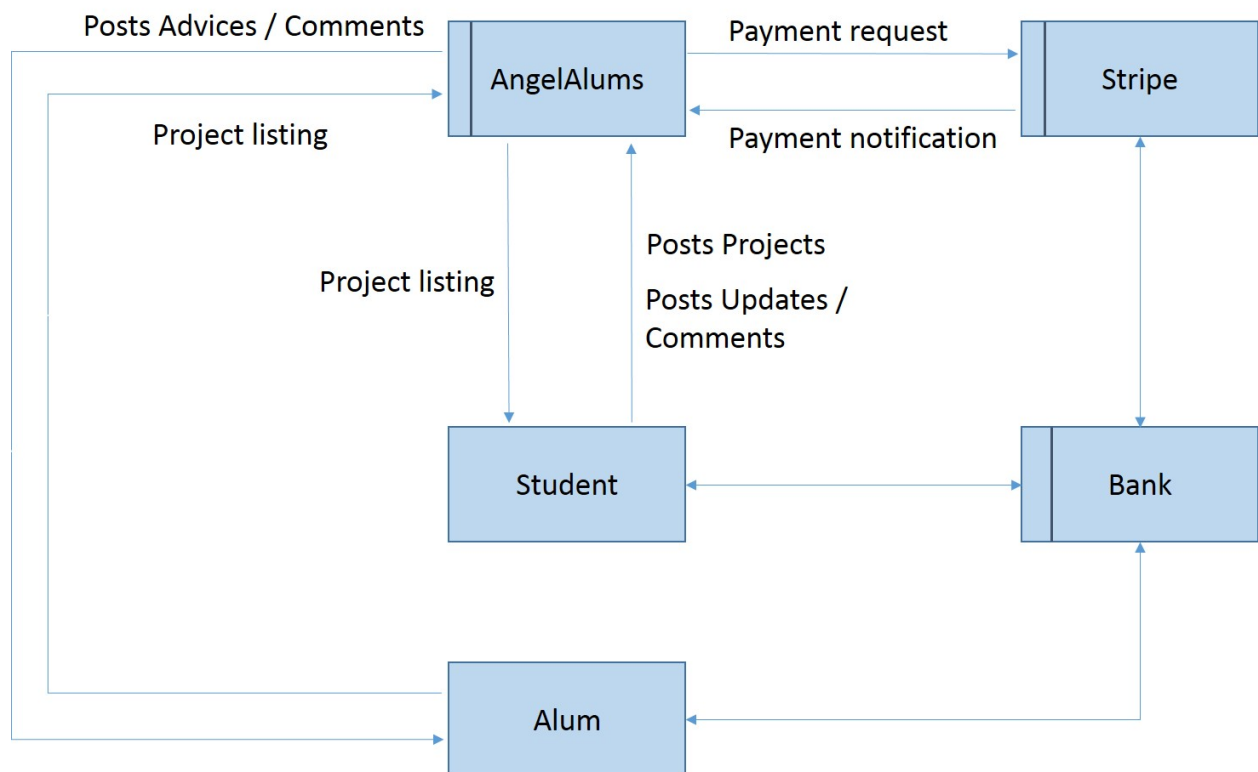 Posts Advices / Comments
Payment request
AngelAlums
Stripe
Project listing
Payment notification
Project listing
Posts Projects
Posts Updates /
Comments
Student
Bank
Alum